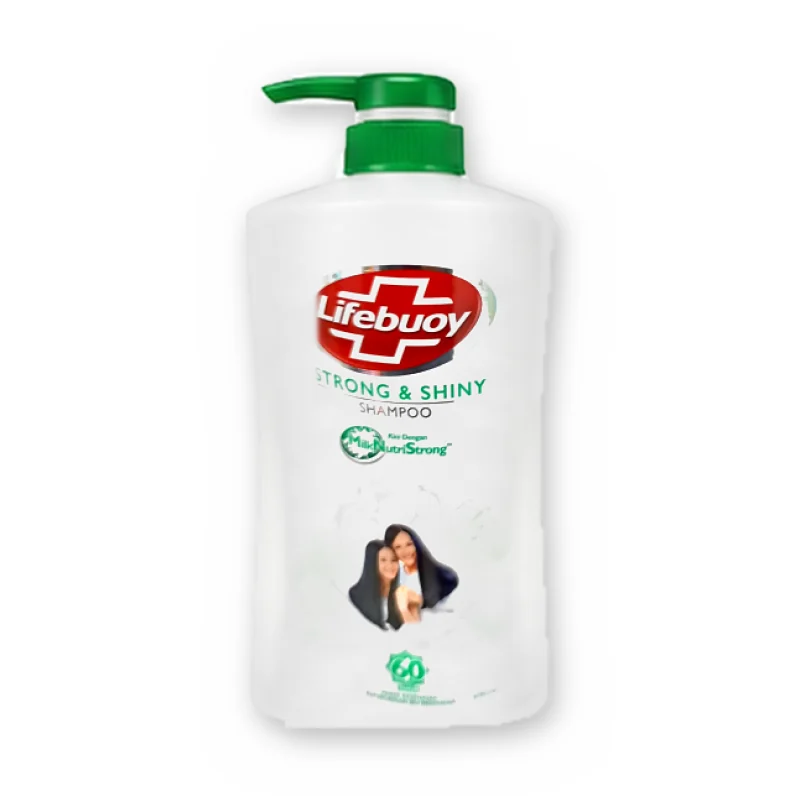 Lifebuoy
STRONG & SHINY
SHAMPOO
Kini Dengan
MilkNutriStrong™
60